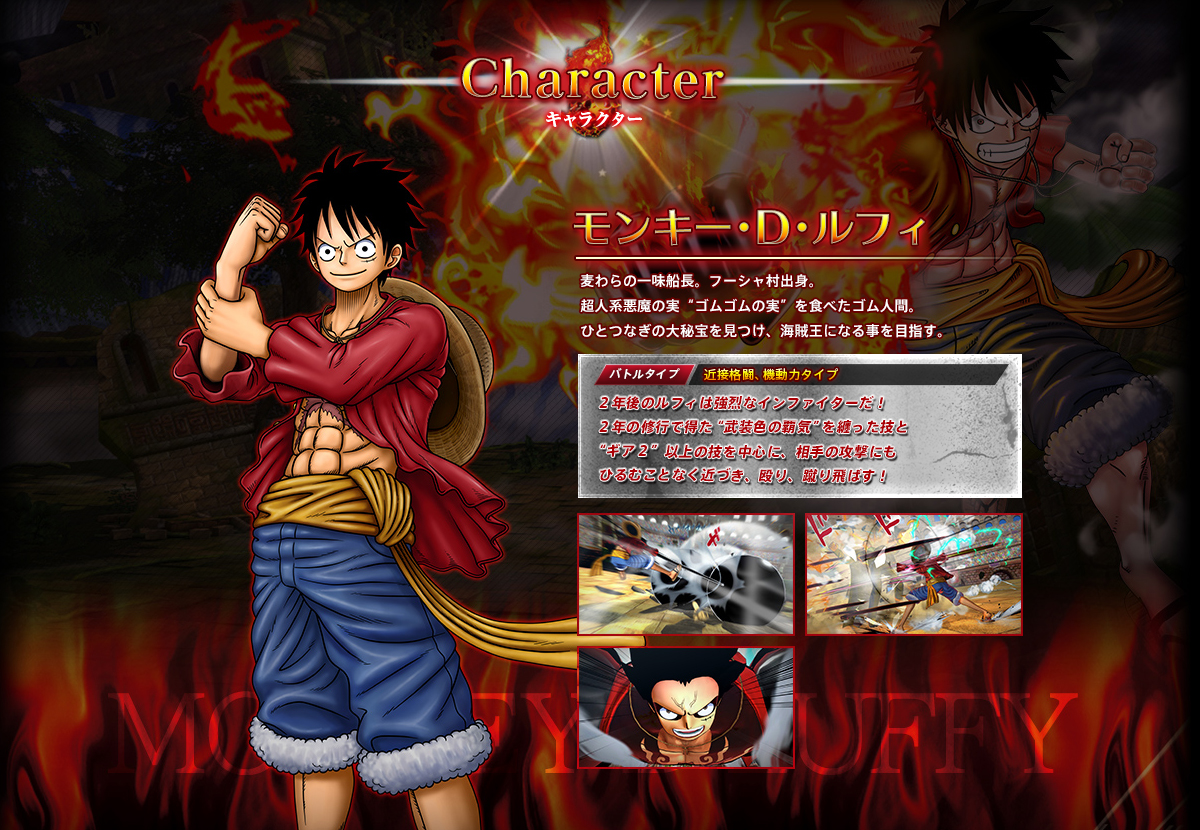 Character
キャラクター
モンキー・D・ルフィ
麦わらの一味船長。フーシャ村出身。
超人系悪魔の実“ゴムゴムの実”を食べたゴム人間。
ひとつなぎの大秘宝を見つけ、海賊王になる事を目指す。
バトルタイプ 近接格闘、機動力タイプ
2年後のルフィは強烈なインファイターだ！
2年の修行で得た“武装色の覇気”を纏った技と
“ギア2”以上の技を中心に、相手の攻撃にも
ひるむことなく近づき、殴り、蹴り飛ばす！
ガ